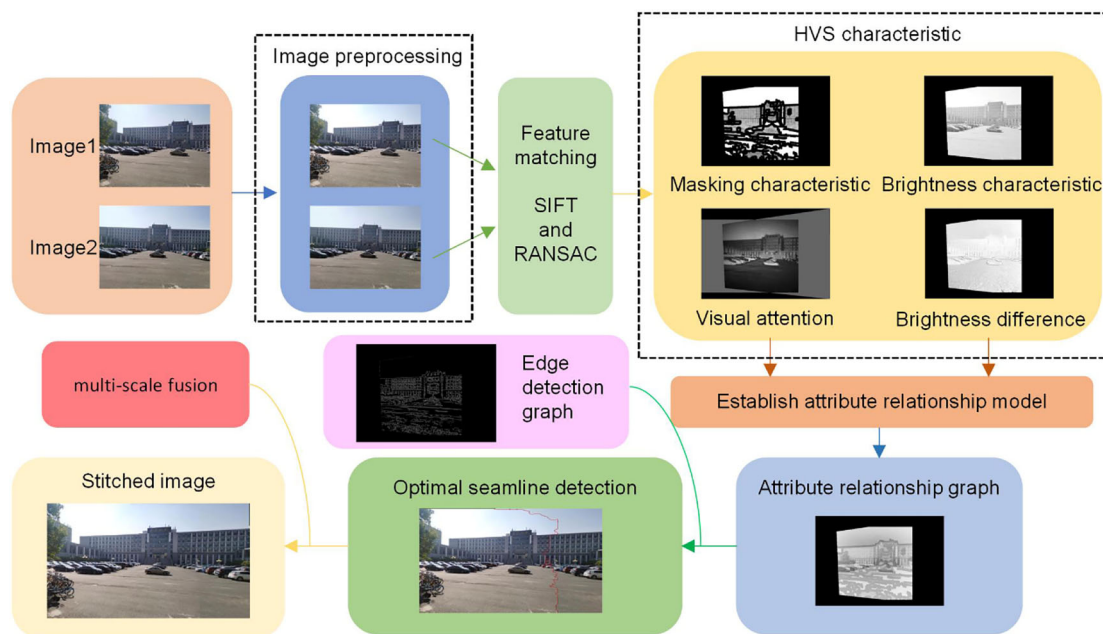 Image preprocessing
HVS characteristic
Image1
Image2
Feature
matching
SIFT
and
RANSAC
Masking characteristic
Brightness characteristic
Visual attention
Brightness difference
multi-scale fusion
Edge
detection
graph
Establish attribute relationship model
Stitched image
Optimal seamline detection
Attribute relationship graph